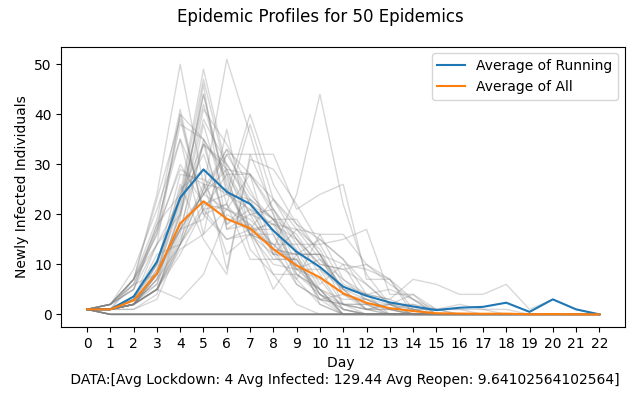 Epidemic Profiles for 50 Epidemics
Average of Running
Average of All
Newly Infected Individuals
50
40
30
20
10
0
0 1 2 3 4 5 6 7 8 9 10 11 12 13 14 15 16 17 18 19 20 21 22
Day
DATA:[Avg Lockdown: 4 Avg Infected: 129.44 Avg Reopen: 9.64102564102564]